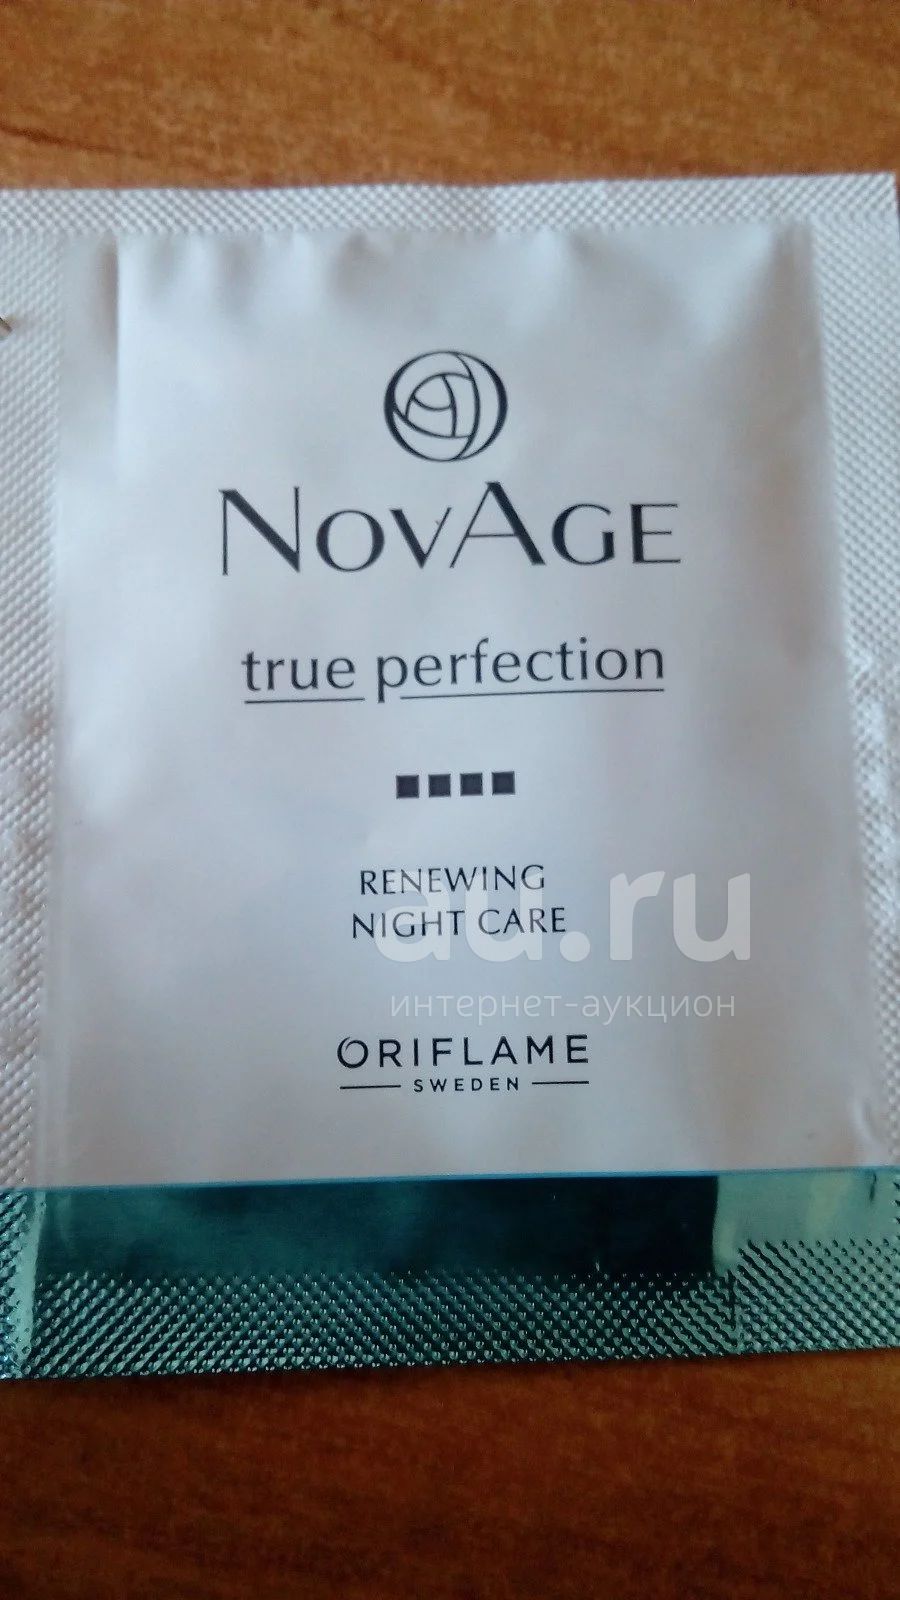 NOVAGE
true perfection
RENEWING
NIGHT CARE
au.ru
интернет-аукцион
ORIFLAME
SWEDEN